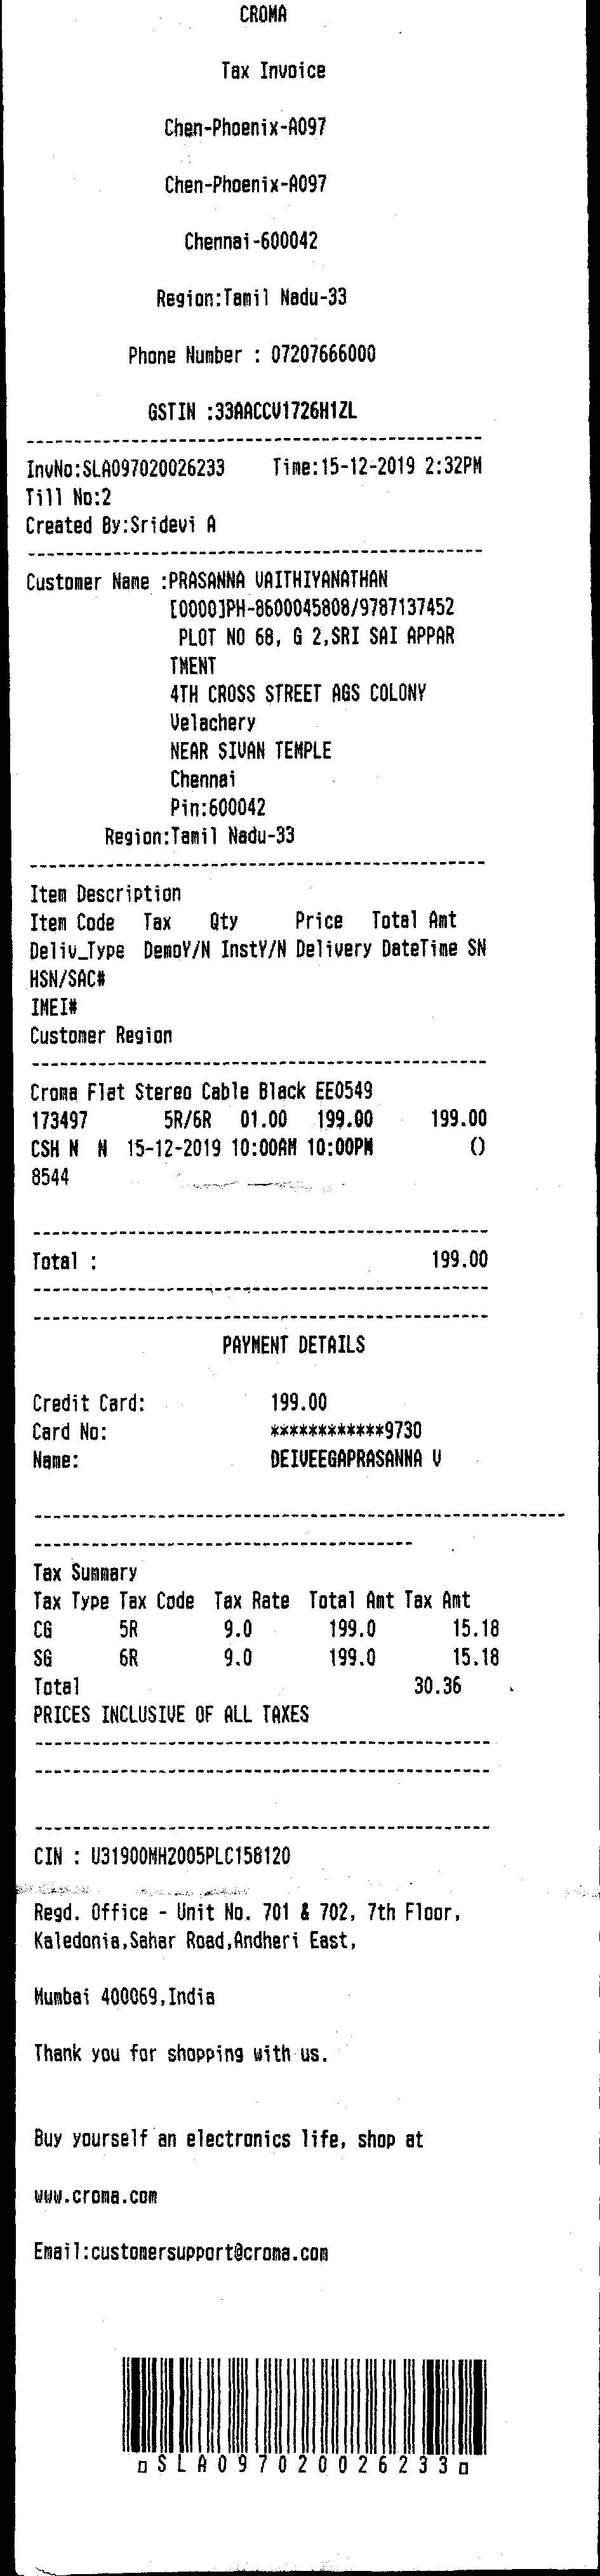 CROMA
Tax Invoice
Chen-Phoenix-A097
Chen-Phoenix-A097
Chennai-600042
Region:Tamil Nadu-33
Phone Number : 07207666000
GSTIN :33AACCV1726H1ZL
InvNo:SLA097020026233 Time:15-12-2019 2:32PM
Till No:2
Created By:Sridevi A
Customer Name :PRASANNA VAITHIYANATHAN
[0000]PH-8600045808/9787137452
PLOT NO 68, G 2,SRI SAI APPAR
TMENT
4TH CROSS STREET AGS COLONY
Velachery
NEAR SIVAN TEMPLE
Chennai
Pin:600042
Region:Tamil Nadu-33
Item Description
Item Code Tax Qty Price Total Amt
Deliv_Type DemoY/N InstY/N Delivery DateTime SN
HSN/SAC#
IMEI#
Customer Region
Croma Flat Stereo Cable Black EE0549
173497 5R/6R 01.00 199.00 199.00
CSH N N 15-12-2019 10:00AM 10:00PM ()
8544
Total : 199.00
PAYMENT DETAILS
Credit Card: 199.00
Card No: ************9730
Name: DEIVEEGAPRASANNA V
Tax Summary
Tax Type Tax Code Tax Rate Total Amt Tax Amt
CG 5R 9.0 199.0 15.18
SG 6R 9.0 199.0 15.18
Total 30.36
PRICES INCLUSIVE OF ALL TAXES
CIN : U31900MH2005PLC158120
Regd. Office - Unit No. 701 & 702, 7th Floor,
Kaledonia,Sahar Road,Andheri East,
Mumbai 400069,India
Thank you for shopping with us.
Buy yourself an electronics life, shop at
www.croma.com
Email:customersupport@croma.com
SLA097020026233